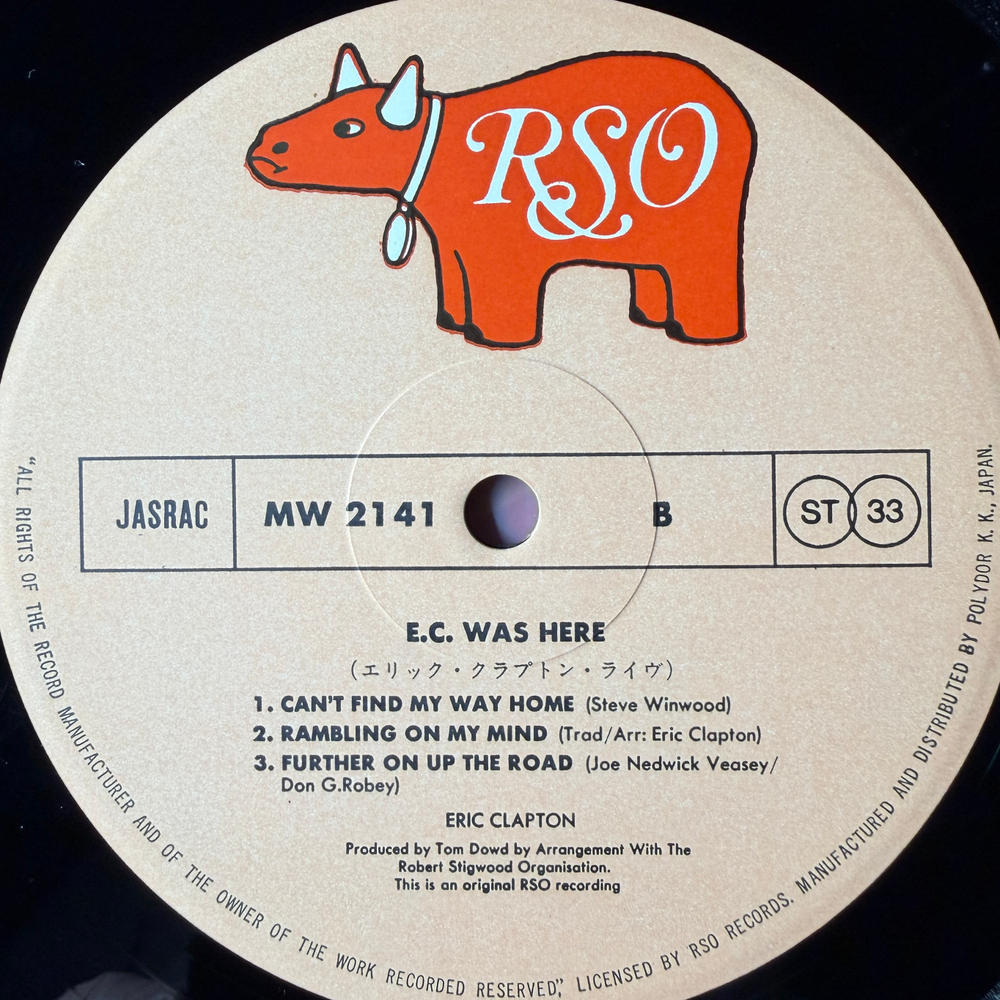 RSO
JASRAC
MW 2141
B
ST 33
E.C. WAS HERE
(エリック・クラプトン・ライヴ)
1. CAN'T FIND MY WAY HOME (Steve Winwood)
2. RAMBLING ON MY MIND (Trad/Arr: Eric Clapton)
3. FURTHER ON UP THE ROAD (Joe Nedwick Veasey/
Don G.Robey)
ERIC CLAPTON
Produced by Tom Dowd by Arrangement With The
Robert Stigwood Organisation.
This is an original RSO recording
"ALL RIGHTS OF THE RECORD MANUFACTURER AND OF THE OWNER OF THE WORK RECORDED RESERVED", LICENSED BY RSO RECORDS. MANUFACTURED AND DISTRIBUTED BY POLYDOR K. K., JAPAN.